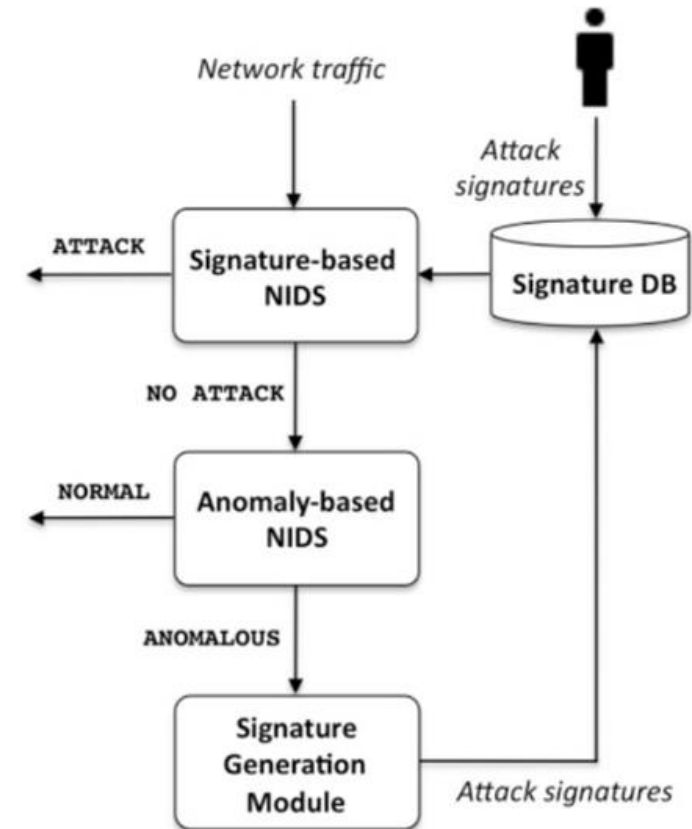 Network traffic
Attack
signatures
ATTACK
Signature-based
NIDS
Signature DB
NO ATTACK
NORMAL
Anomaly-based
NIDS
ANOMALOUS
Signature
Generation
Module
Attack signatures